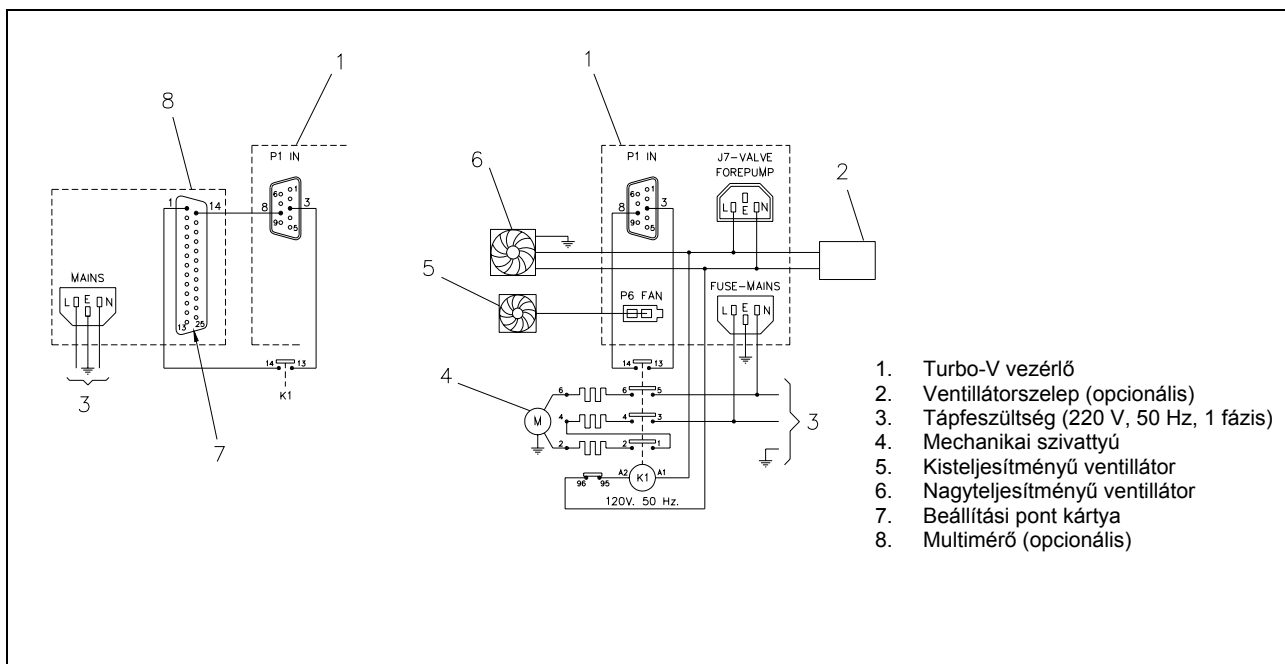 1
1
8
P1 IN
6
1
8
3
9
5
1
14
MAINS
L E N
13
25
14
13
K1
3
7
6
P1 IN
6
1
8
3
9
5
J7-VALVE
FOREPUMP
L E N
2
5
P6 FAN
FUSE-MAINS
L E N
14
13
4
6
6
5
M
4
4
3
3
2
2
1
96
95
A2
K1
A1
120V. 50 Hz.
1. Turbo-V vezérlő
2. Ventillátorszelep (opcionális)
3. Tápfeszültség (220 V, 50 Hz, 1 fázis)
4. Mechanikai szivattyú
5. Kisteljesítményű ventillátor
6. Nagyteljesítményű ventillátor
7. Beállítási pont kártya
8. Multimérő (opcionális)